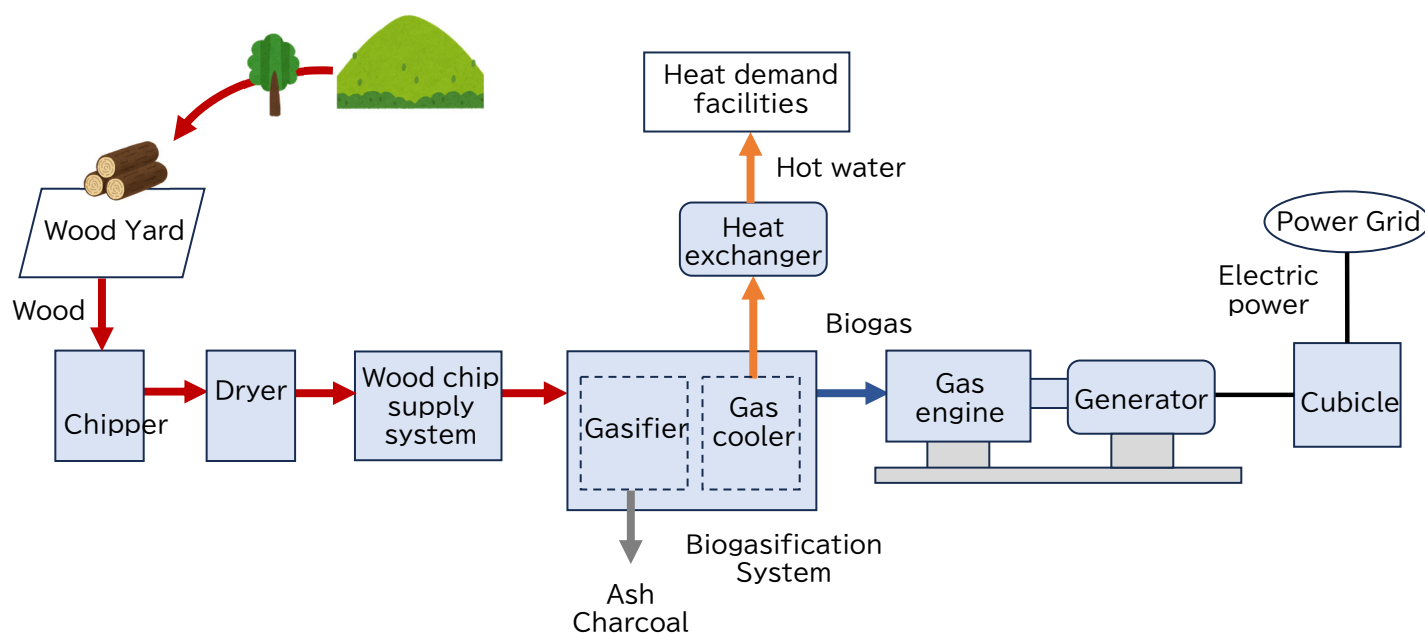 Heat demand
facilities
Hot water
Heat
exchanger
Wood Yard
Wood
Power Grid
Electric
power
Biogas
Chipper
Dryer
Wood chip
supply
system
Gasifier
Gas
cooler
Gas
engine
Generator
Cubicle
Biogasification
System
Ash
Charcoal